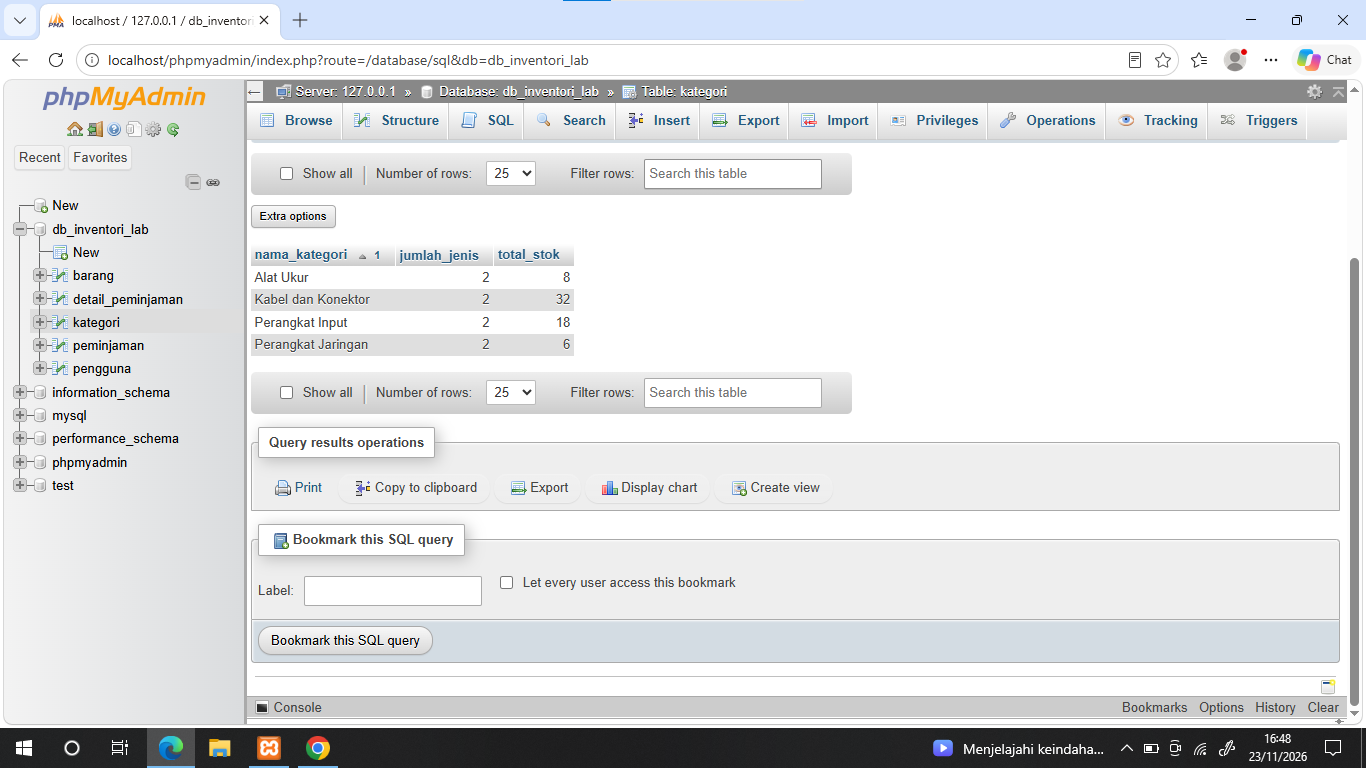 localhost / 127.0.0.1 / db_inventori
localhost/phpmyadmin/index.php?route=/database/sql&db=db_inventori_lab
Chat
phpMyAdmin
Recent Favorites
New
db_inventori_lab
New
barang
detail_peminjaman
kategori
peminjaman
pengguna
information_schema
mysql
performance_schema
phpmyadmin
test
Server: 127.0.0.1 » Database: db_inventori_lab » Table: kategori
Browse Structure SQL Search Insert Export Import Privileges Operations Tracking Triggers
Show all Number of rows: 25 Filter rows: Search this table
Extra options
nama_kategori 1 jumlah_jenis total_stok
Alat Ukur 2 8
Kabel dan Konektor 2 32
Perangkat Input 2 18
Perangkat Jaringan 2 6
Show all Number of rows: 25 Filter rows: Search this table
Query results operations
Print Copy to clipboard Export Display chart Create view
Bookmark this SQL query
Label: Let every user access this bookmark
Bookmark this SQL query
Console Bookmarks Options History Clear
Menjelajahi keindaha... 16:48
23/11/2026